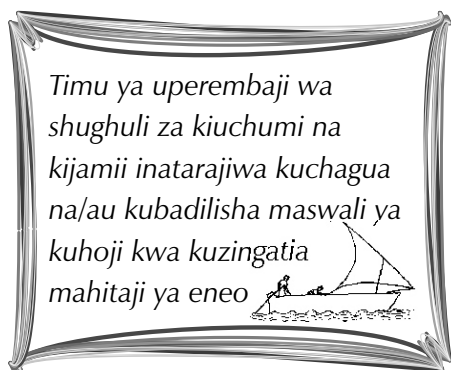 Timu ya uperembaji wa
shughuli za kiuchumi na
kijamii inatarajiwa kuchagua
na/au kubadilisha maswali ya
kuhoji kwa kuzingatia
mahitaji ya eneo